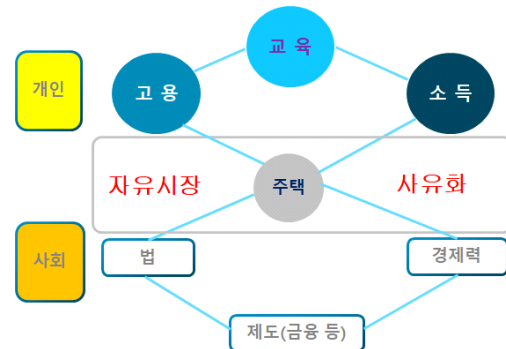 교 육
개인
고 용
소 득
자유시장
주택
사유화
사회
법
경제력
제도(금융 등)